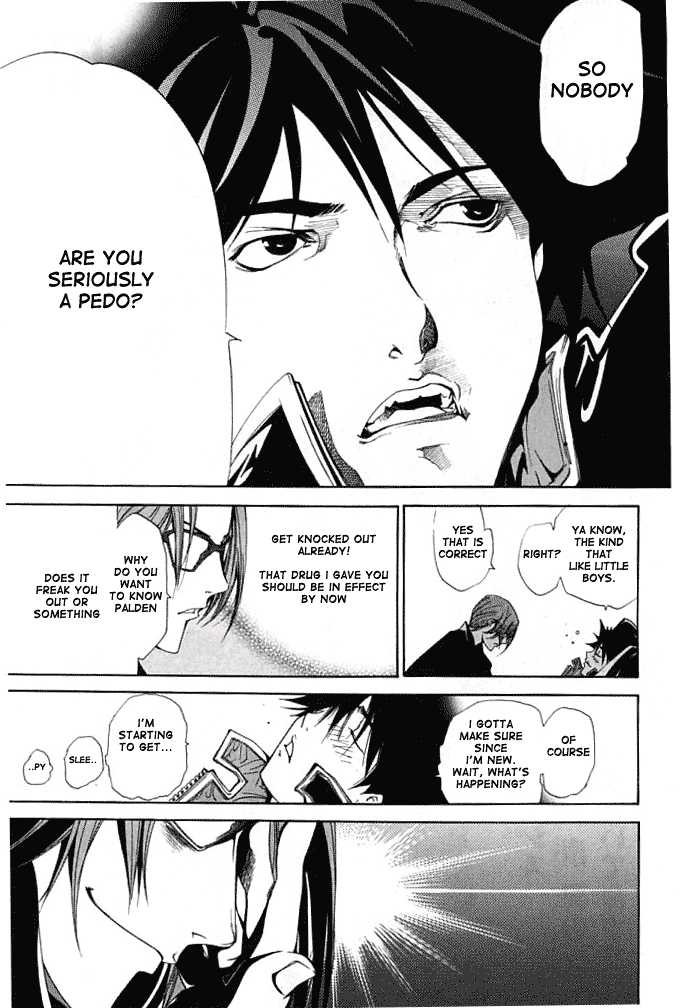 SO
NOBODY
ARE YOU
SERIOUSLY
A PEDO?
YA KNOW,
THE KIND
THAT
LIKE LITTLE
BOYS.
RIGHT?
YES
THAT IS
CORRECT
GET KNOCKED OUT
ALREADY!
THAT DRUG I GAVE YOU
SHOULD BE IN EFFECT
BY NOW
WHY
DO YOU
WANT
TO KNOW
PALDEN
DOES IT
FREAK YOU
OUT OR
SOMETHING
OF
COURSE
I GOTTA
MAKE SURE
SINCE
I'M NEW.
WAIT, WHAT'S
HAPPENING?
I'M
STARTING
TO GET...
SLEE..
..PY